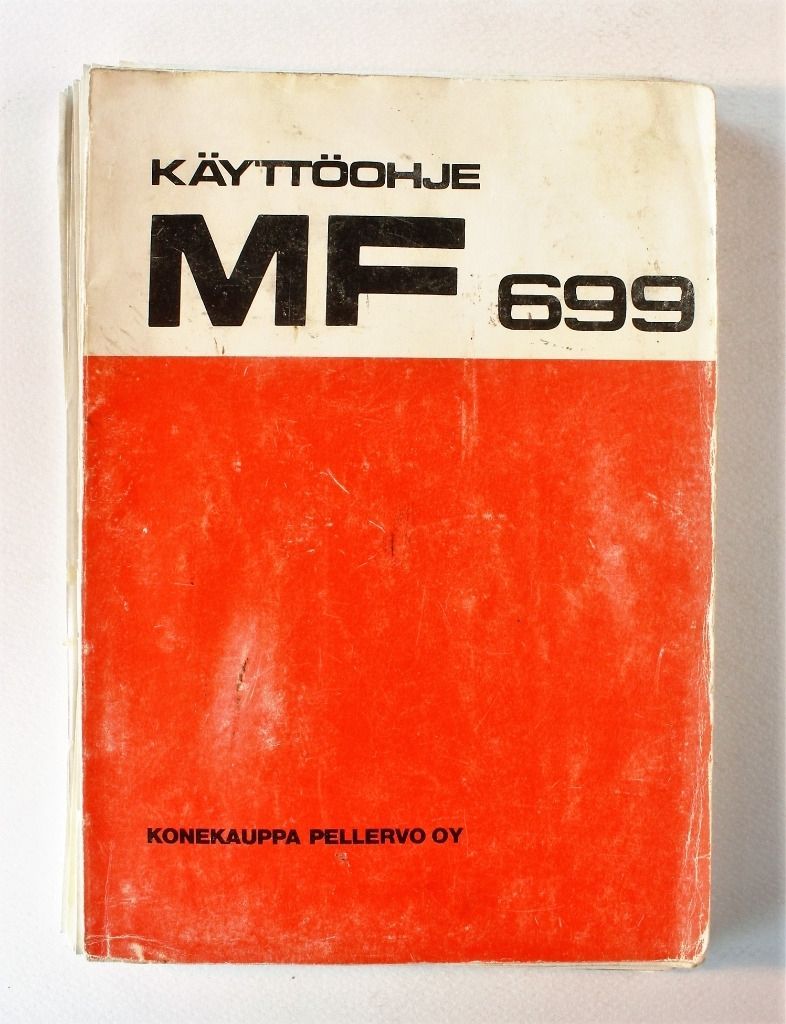 KÄYTTÖOHJE
MF 699
KONEKAUPPA PELLERVO OY